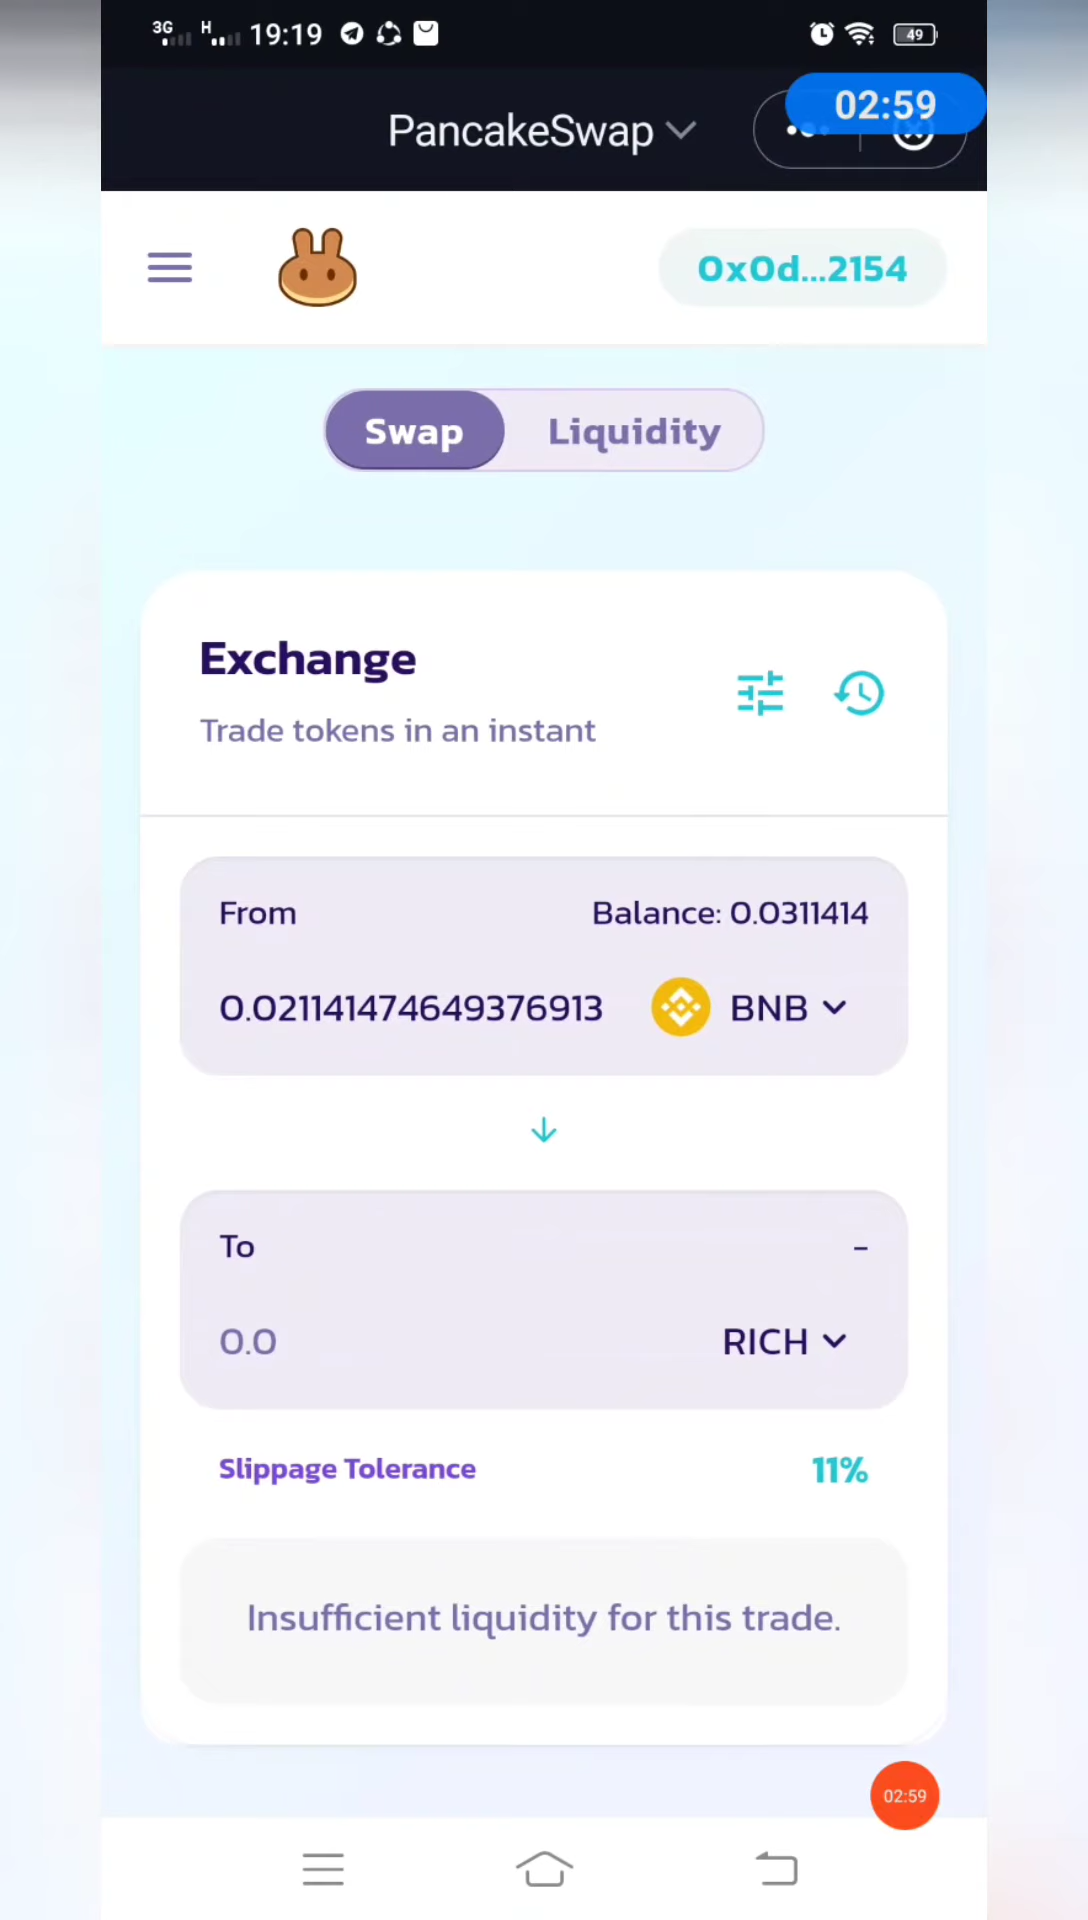 3G H 19:19 49
02:59
PancakeSwap
0x0d...2154
Swap Liquidity
Exchange
Trade tokens in an instant
From Balance: 0.0311414
0.021141474649376913 BNB
To -
0.0 RICH
Slippage Tolerance 11%
Insufficient liquidity for this trade.
02:59